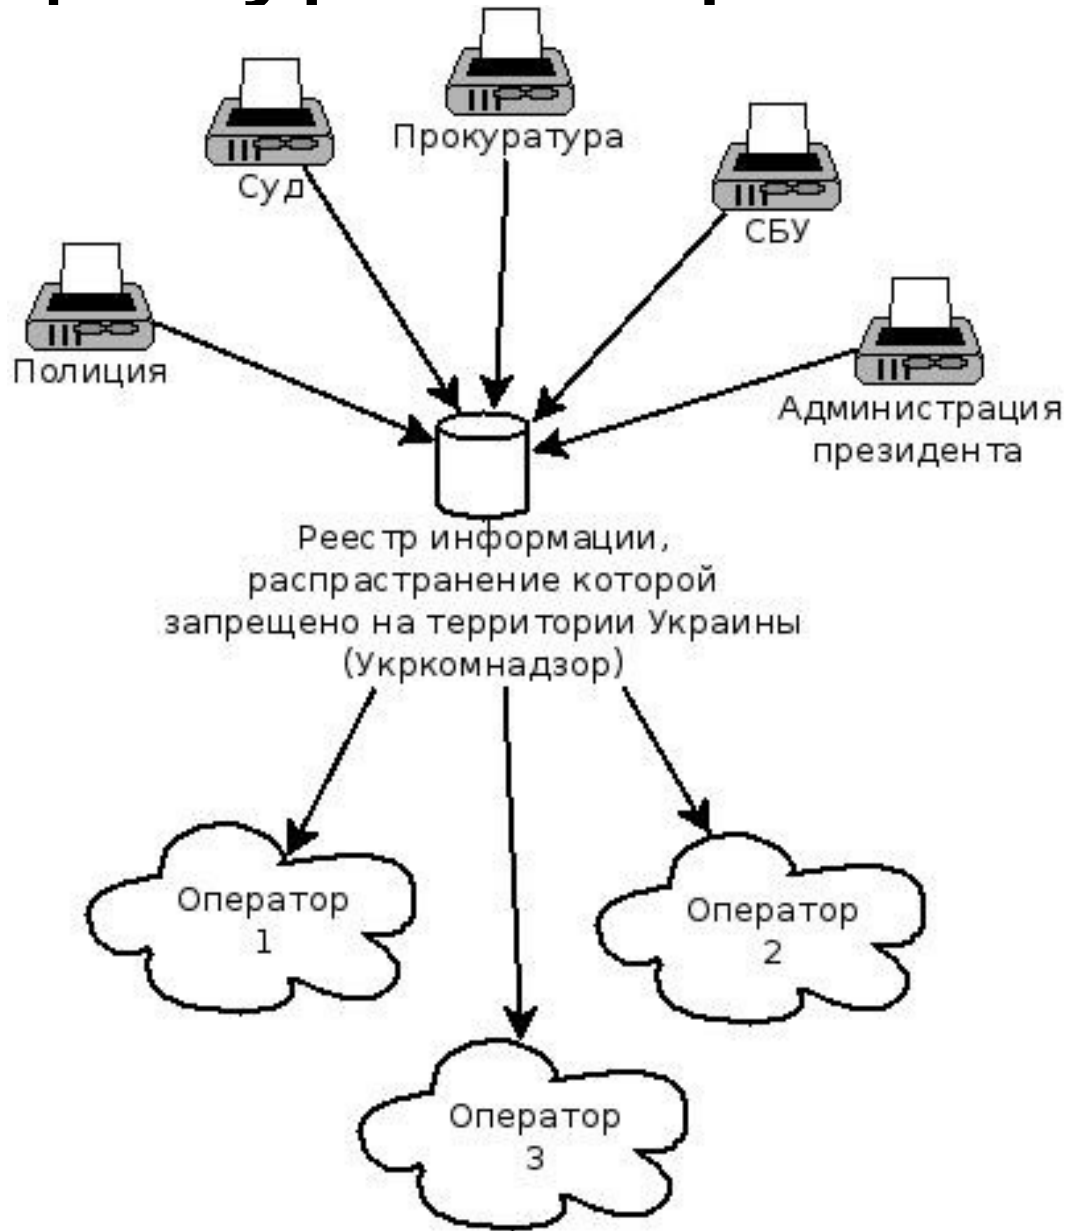 Прокуратура
Суд
СБУ
Полиция
Администрация
президента
Реестр информации,
распрастранение которой
запрещено на территории Украины
(Укркомнадзор)
Оператор
1
Оператор
2
Оператор
3